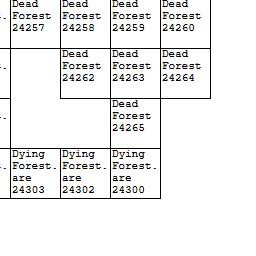 Dead Dead Dead Dead
Forest Forest Forest Forest
24257 24258 24259 24260
Dead Dead Dead
. Forest Forest Forest
24262 24263 24264
Dead
. Forest
24265
Dying Dying Dying
. Forest. Forest. Forest.
are are are
24303 24302 24300